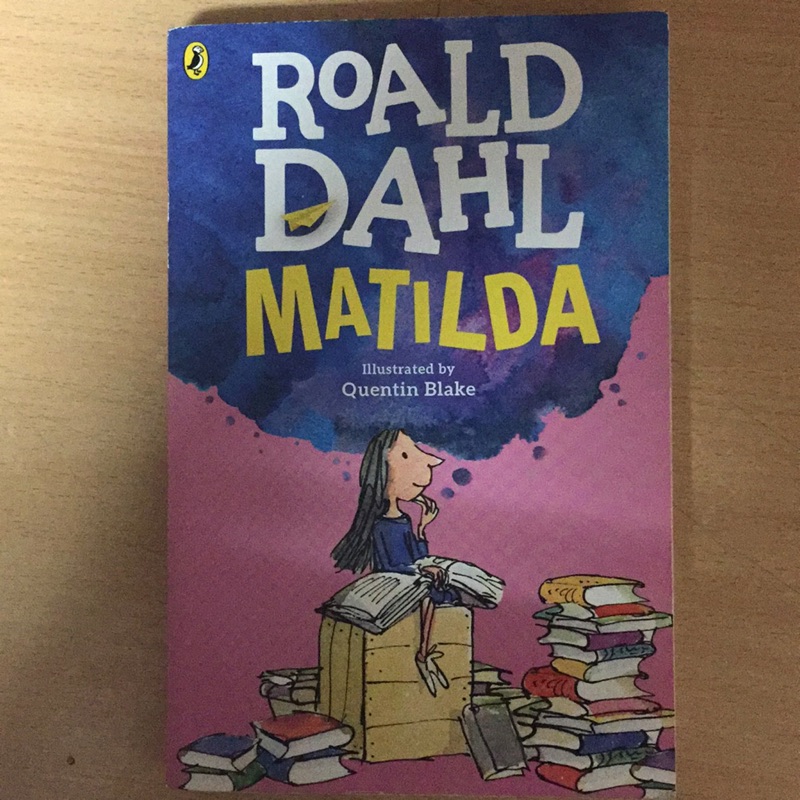 ROALD
DAHL
MATILDA
Illustrated by
Quentin Blake